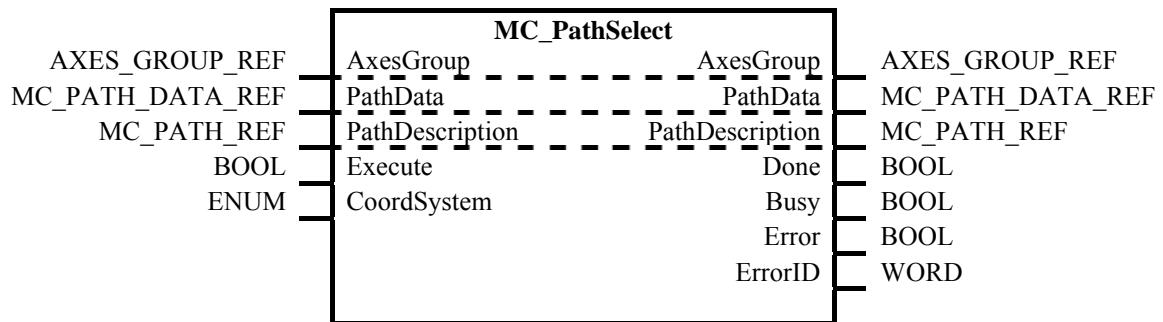 MC_PathSelect
AXES_GROUP_REF AxesGroup AxesGroup AXES_GROUP_REF
MC_PATH_DATA_REF PathData PathData MC_PATH_DATA_REF
MC_PATH_REF PathDescription PathDescription MC_PATH_REF
BOOL Execute Done BOOL
ENUM CoordSystem Busy BOOL
Error BOOL
ErrorID WORD